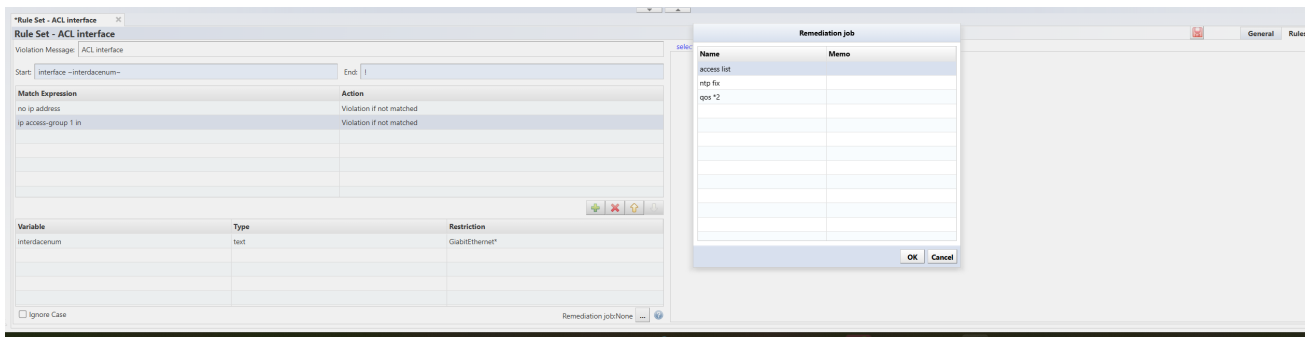 *Rule Set - ACL interface
Rule Set - ACL interface
General Rules
Violation Message: ACL interface
selec
Start: interface ~interdacenum~ End: !
Match Expression Action
no ip address Violation if not matched
ip access-group 1 in Violation if not matched
Variable Type Restriction
interdacenum text GiabitEthernet*
Ignore Case
Remediation job:None ...
Remediation job
Name Memo
access list
ntp fix
qos *2
OK Cancel